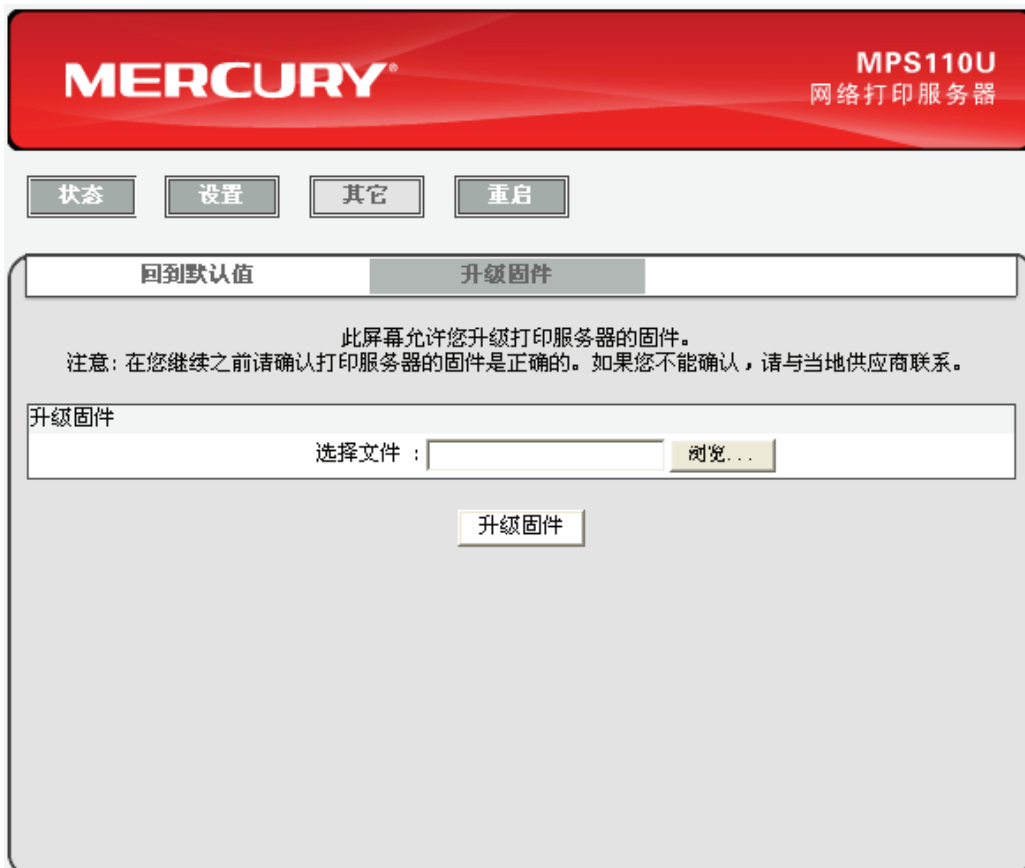 MERCURY®
MPS110U
网络打印服务器
状态 设置 其它 重启
回到默认值 升级固件
此屏幕允许您升级打印服务器的固件。
注意: 在您继续之前请确认打印服务器的固件是正确的。如果您不能确认，请与当地供应商联系。
升级固件
选择文件 : 浏览...
升级固件